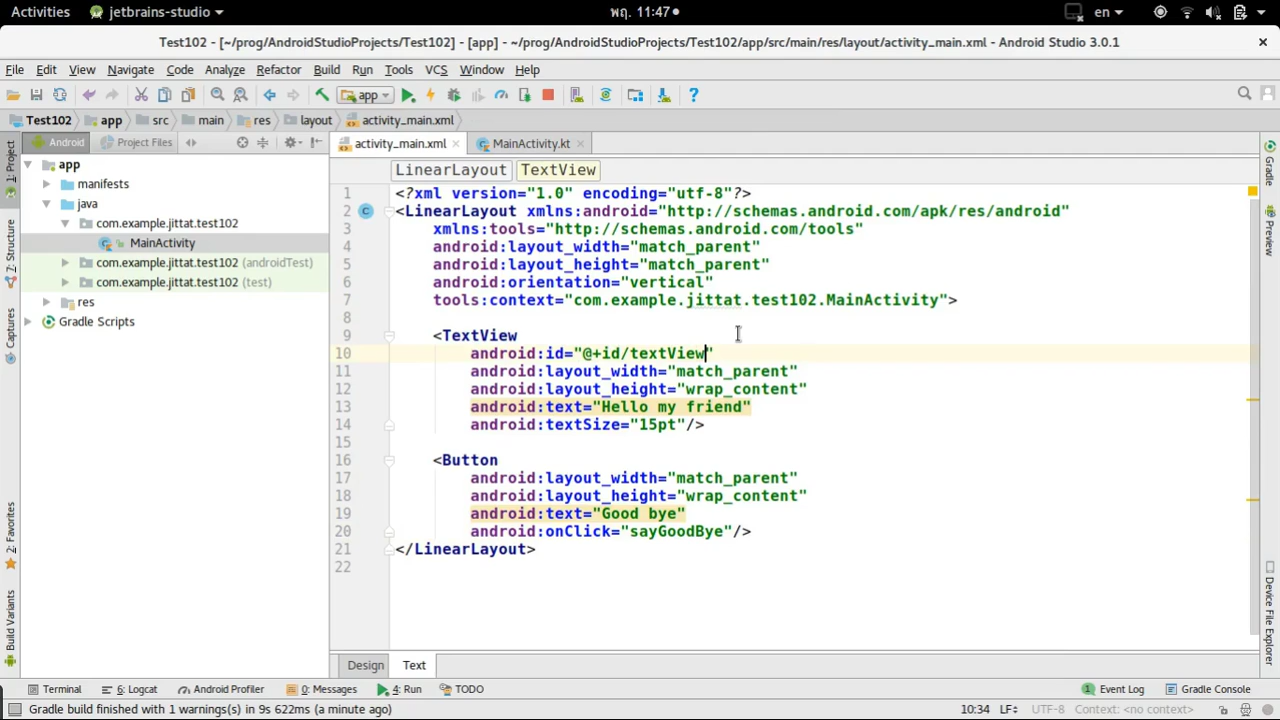 Activities jetbrains-studio พฤ. 11:47 en
Test102 - [~/prog/AndroidStudioProjects/Test102] - [app] - ~/prog/AndroidStudioProjects/Test102/app/src/main/res/layout/activity_main.xml - Android Studio 3.0.1
File Edit View Navigate Code Analyze Refactor Build Run Tools VCS Window Help
app
Test102 app src main res layout activity_main.xml
Android Project Files activity_main.xml MainActivity.kt
1: Project
7: Structure
Captures
2: Favorites
Build Variants
app
manifests
java
com.example.jittat.test102
MainActivity
com.example.jittat.test102 (androidTest)
com.example.jittat.test102 (test)
res
Gradle Scripts
LinearLayout TextView
1 <?xml version="1.0" encoding="utf-8"?>
2 <LinearLayout xmlns:android="http://schemas.android.com/apk/res/android"
3 xmlns:tools="http://schemas.android.com/tools"
4 android:layout_width="match_parent"
5 android:layout_height="match_parent"
6 android:orientation="vertical"
7 tools:context="com.example.jittat.test102.MainActivity">
8
9 <TextView
10 android:id="@+id/textView"
11 android:layout_width="match_parent"
12 android:layout_height="wrap_content"
13 android:text="Hello my friend"
14 android:textSize="15pt"/>
15
16 <Button
17 android:layout_width="match_parent"
18 android:layout_height="wrap_content"
19 android:text="Good bye"
20 android:onClick="sayGoodBye"/>
21 </LinearLayout>
22
Gradle
Preview
Device File Explorer
Design Text
Terminal 6: Logcat Android Profiler 0: Messages 4: Run TODO 1 Event Log Gradle Console
Gradle build finished with 1 warnings(s) in 9s 622ms (a minute ago) 10:34 LF UTF-8 Context: <no context>